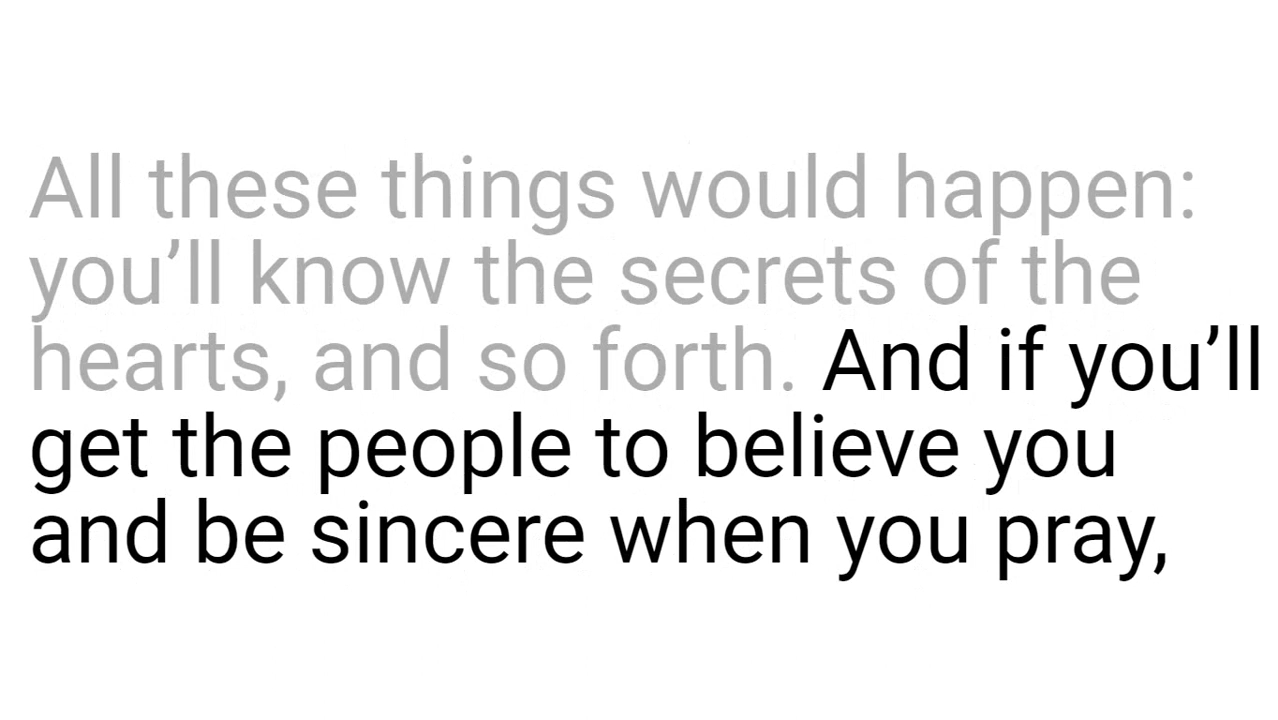 All these things would happen:
you’ll know the secrets of the
hearts, and so forth. And if you’ll
get the people to believe you
and be sincere when you pray,